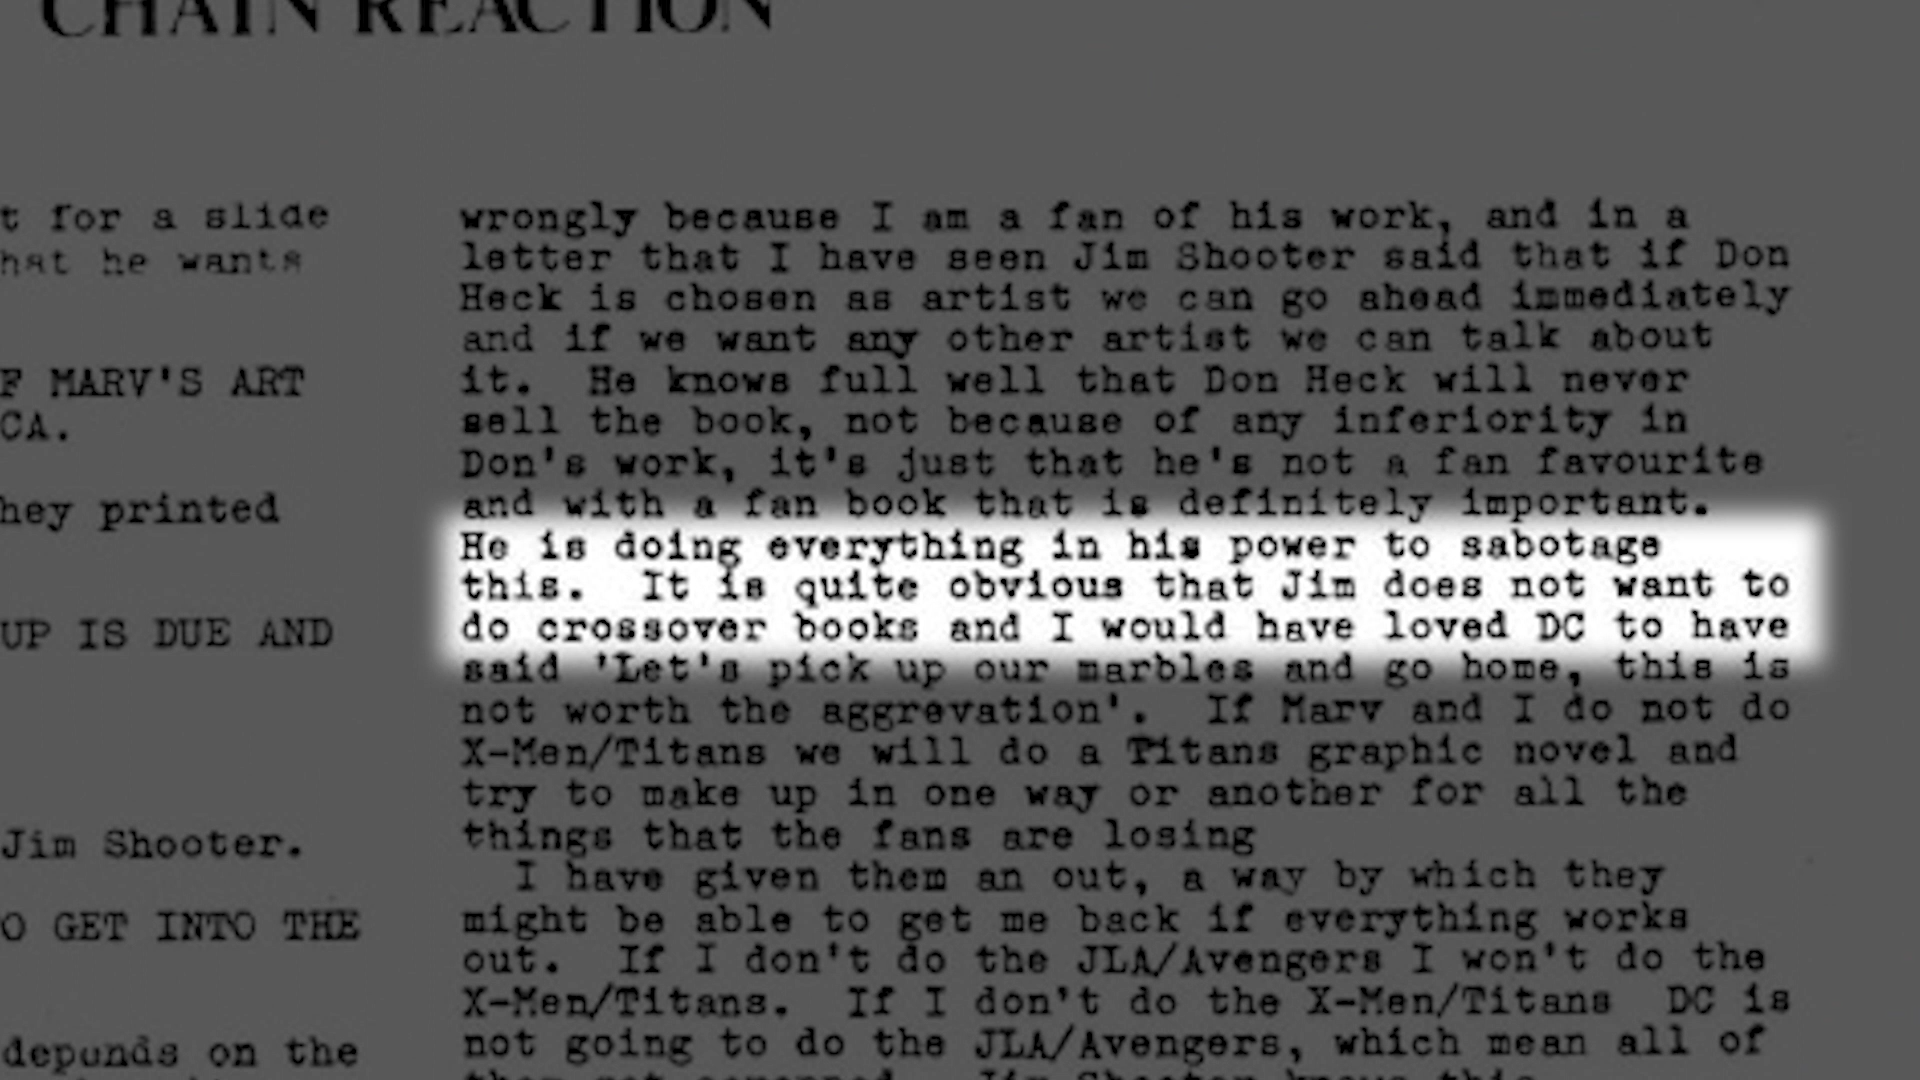 CHAIN REACTION
t for a slide
hat he wants
F MARV'S ART
CA.
hey printed
UP IS DUE AND
Jim Shooter.
O GET INTO THE
depends on the
wrongly because I am a fan of his work, and in a
letter that I have seen Jim Shooter said that if Don
Heck is chosen as artist we can go ahead immediately
and if we want any other artist we can talk about
it. He knows full well that Don Heck will never
sell the book, not because of any inferiority in
Don's work, it's just that he's not a fan favourite
and with a fan book that is definitely important.
He is doing everything in his power to sabotage
this. It is quite obvious that Jim does not want to
do crossover books and I would have loved DC to have
said 'Let's pick up our marbles and go home, this is
not worth the aggrevation'. If Marv and I do not do
X-Men/Titans we will do a Titans graphic novel and
try to make up in one way or another for all the
things that the fans are losing
I have given them an out, a way by which they
might be able to get me back if everything works
out. If I don't do the JLA/Avengers I won't do the
X-Men/Titans. If I don't do the X-Men/Titans DC is
not going to do the JLA/Avengers, which mean all of
Jim Shooter knows this